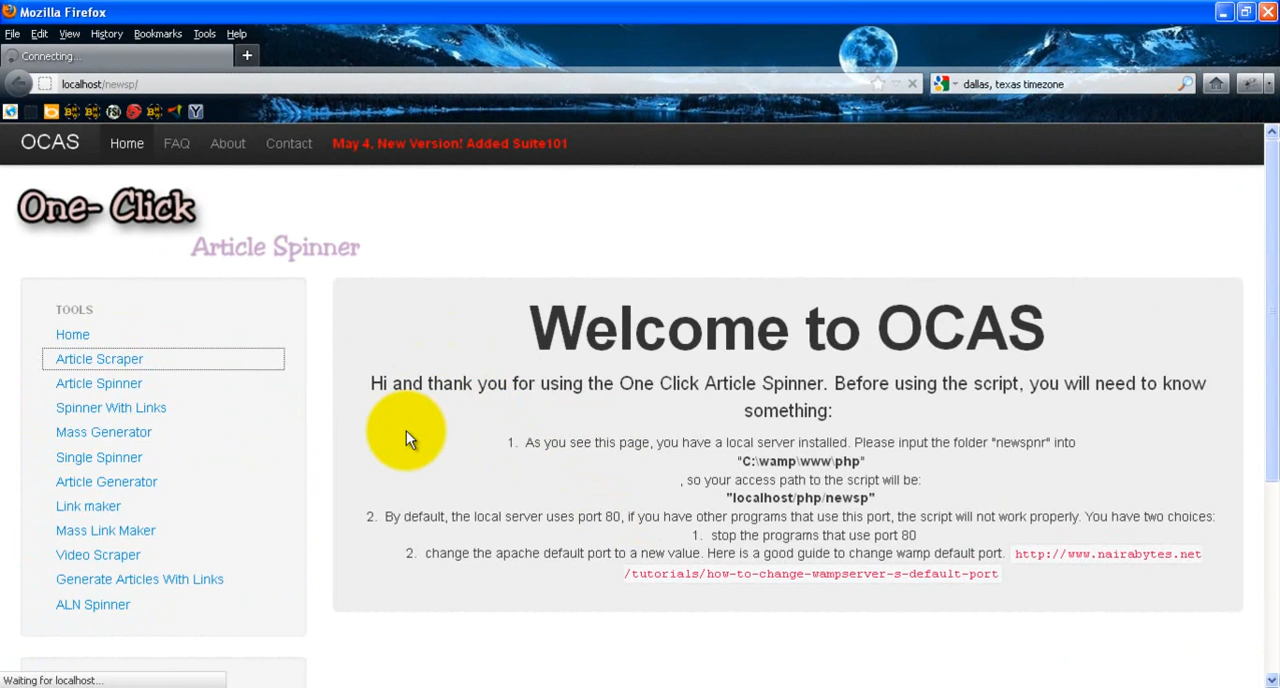 Mozilla Firefox
File Edit View History Bookmarks Tools Help
Connecting...
localhost/newsp/
dallas, texas timezone
OCAS Home FAQ About Contact May 4, New Version! Added Suite101
One- Click
Article Spinner
TOOLS
Home
Article Scraper
Article Spinner
Spinner With Links
Mass Generator
Single Spinner
Article Generator
Link maker
Mass Link Maker
Video Scraper
Generate Articles With Links
ALN Spinner
Welcome to OCAS
Hi and thank you for using the One Click Article Spinner. Before using the script, you will need to know
something:
1. As you see this page, you have a local server installed. Please input the folder "newspnr" into
"C:\wamp\www\php"
, so your access path to the script will be:
"localhost/php/newsp"
2. By default, the local server uses port 80, if you have other programs that use this port, the script will not work properly. You have two choices:
1. stop the programs that use port 80
2. change the apache default port to a new value. Here is a good guide to change wamp default port. http://www.nairabytes.net
/tutorials/how-to-change-wampserver-s-default-port
Waiting for localhost...